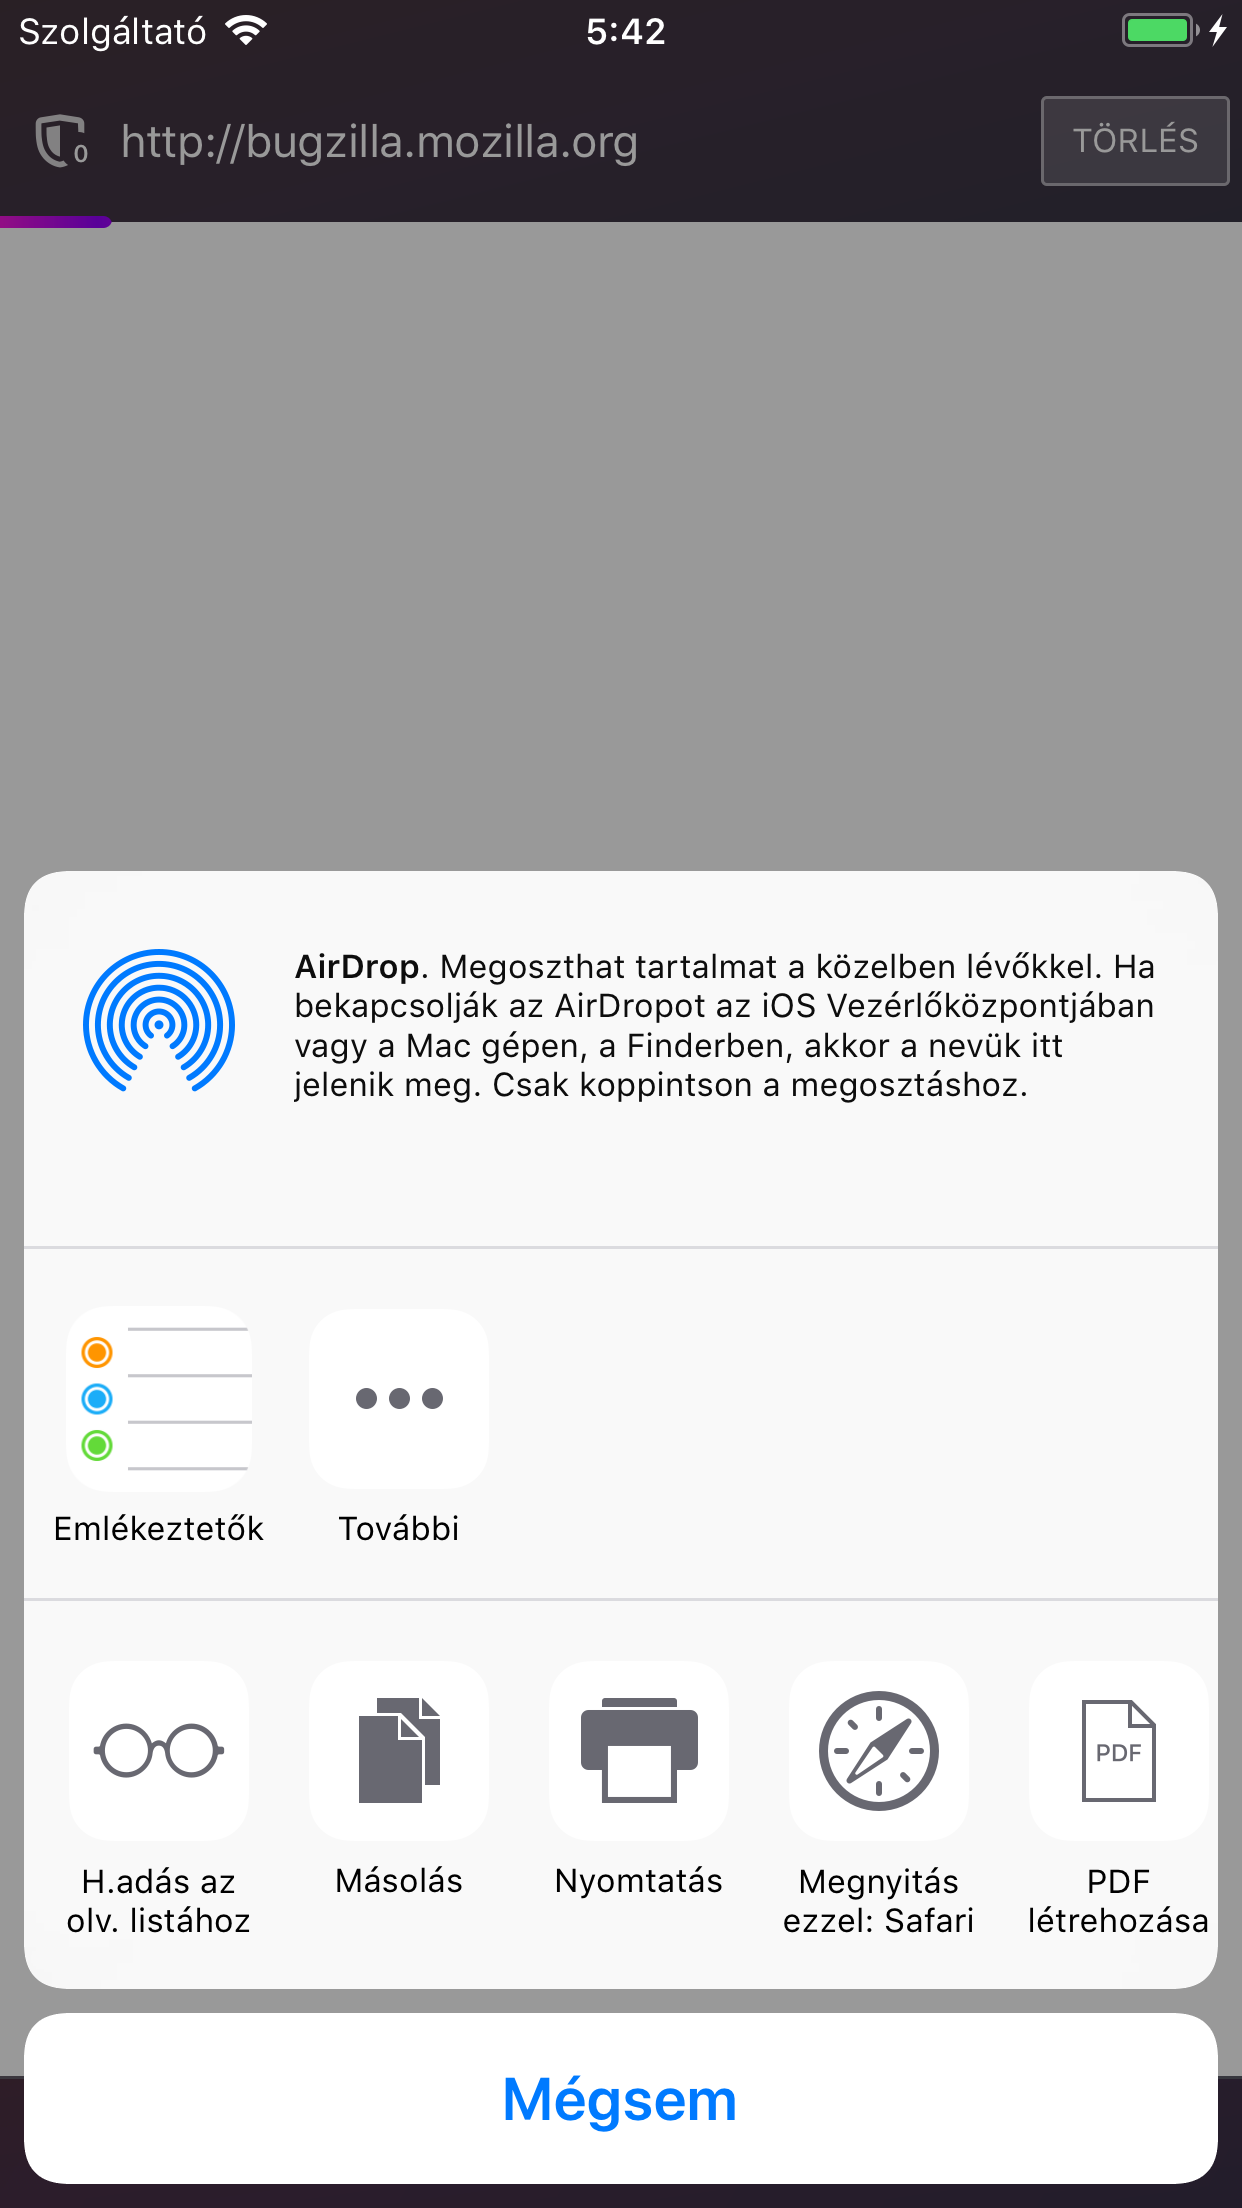 Szolgáltató 5:42
0 http://bugzilla.mozilla.org TÖRLÉS
AirDrop. Megoszthat tartalmat a közelben lévőkkel. Ha
bekapcsolják az AirDropot az iOS Vezérlőközpontjában
vagy a Mac gépen, a Finderben, akkor a nevük itt
jelenik meg. Csak koppintson a megosztáshoz.
Emlékeztetők
További
PDF
H.adás az
olv. listához
Másolás
Nyomtatás
Megnyitás
ezzel: Safari
PDF
létrehozása
Mégsem